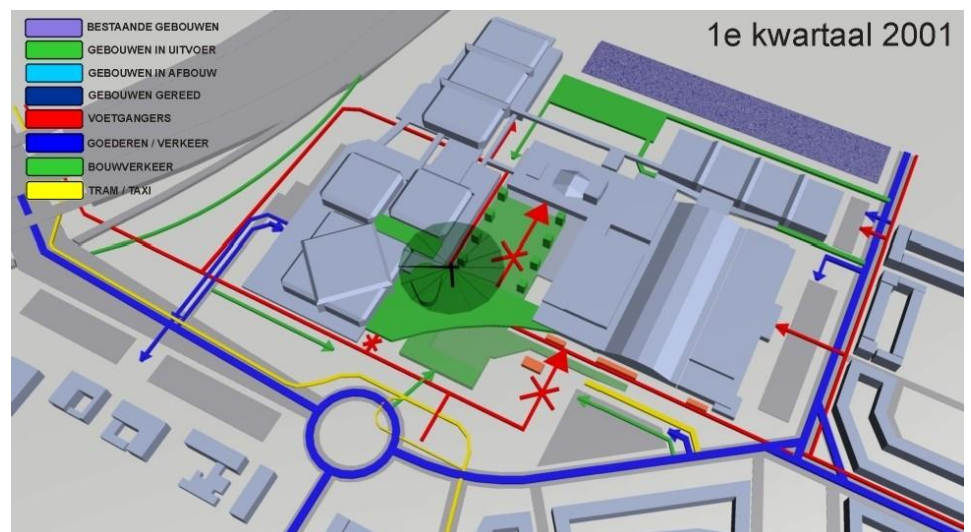 1e kwartaal 2001
BESTAANDE GEBOUWEN
GEBOUWEN IN UITVOER
GEBOUWEN IN AFBOUW
GEBOUWEN GEREED
VOETGANGERS
GOEDEREN / VERKEER
BOUWVERKEER
TRAM / TAXI